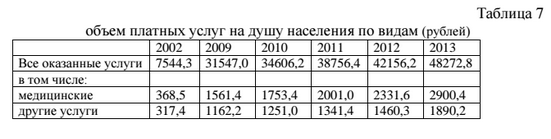 Таблица 7
объем платных услуг на душу населения по видам (рублей)
2002 2009 2010 2011 2012 2013
Все оказанные услуги 7544,3 31547,0 34606,2 38756,4 42156,2 48272,8
в том числе:
медицинские 368,5 1561,4 1753,4 2001,0 2331,6 2900,4
другие услуги 317,4 1162,2 1251,0 1341,4 1460,3 1890,2